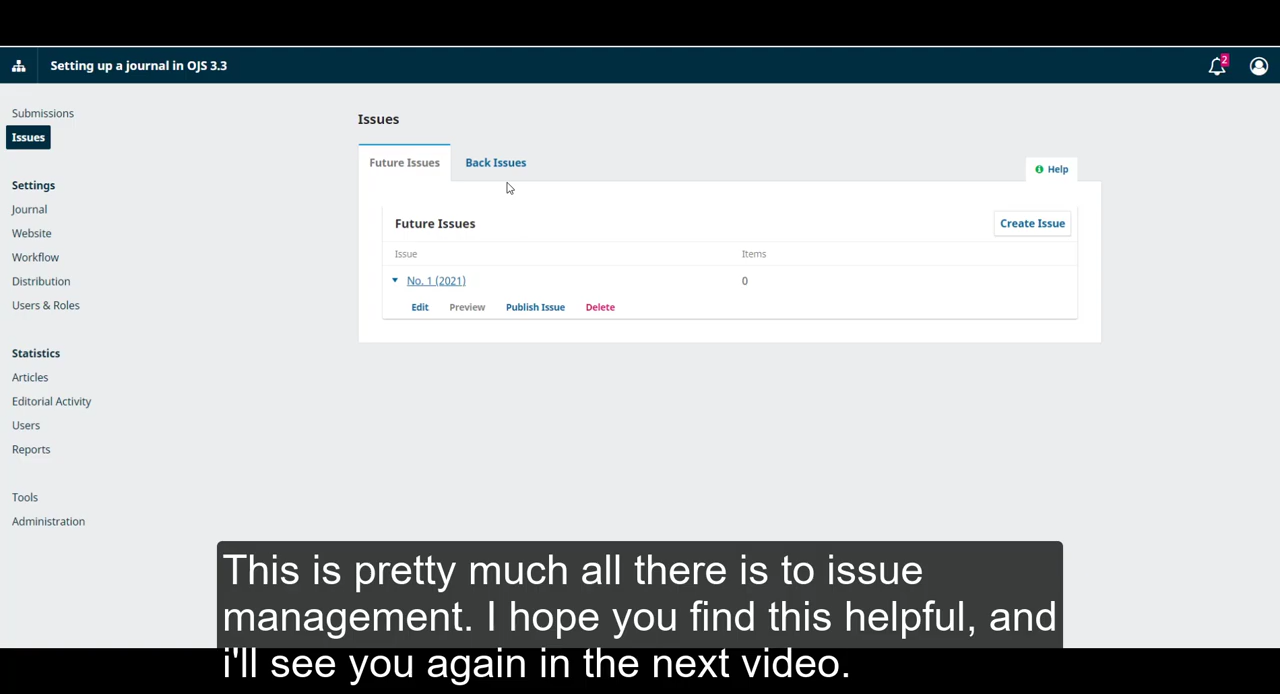 Setting up a journal in OJS 3.3
2
Submissions
Issues
Settings
Journal
Website
Workflow
Distribution
Users & Roles
Statistics
Articles
Editorial Activity
Users
Reports
Tools
Administration
Issues
Future Issues Back Issues
Help
Future Issues Create Issue
Issue Items
No. 1 (2021) 0
Edit Preview Publish Issue Delete
This is pretty much all there is to issue
management. I hope you find this helpful, and
i'll see you again in the next video.